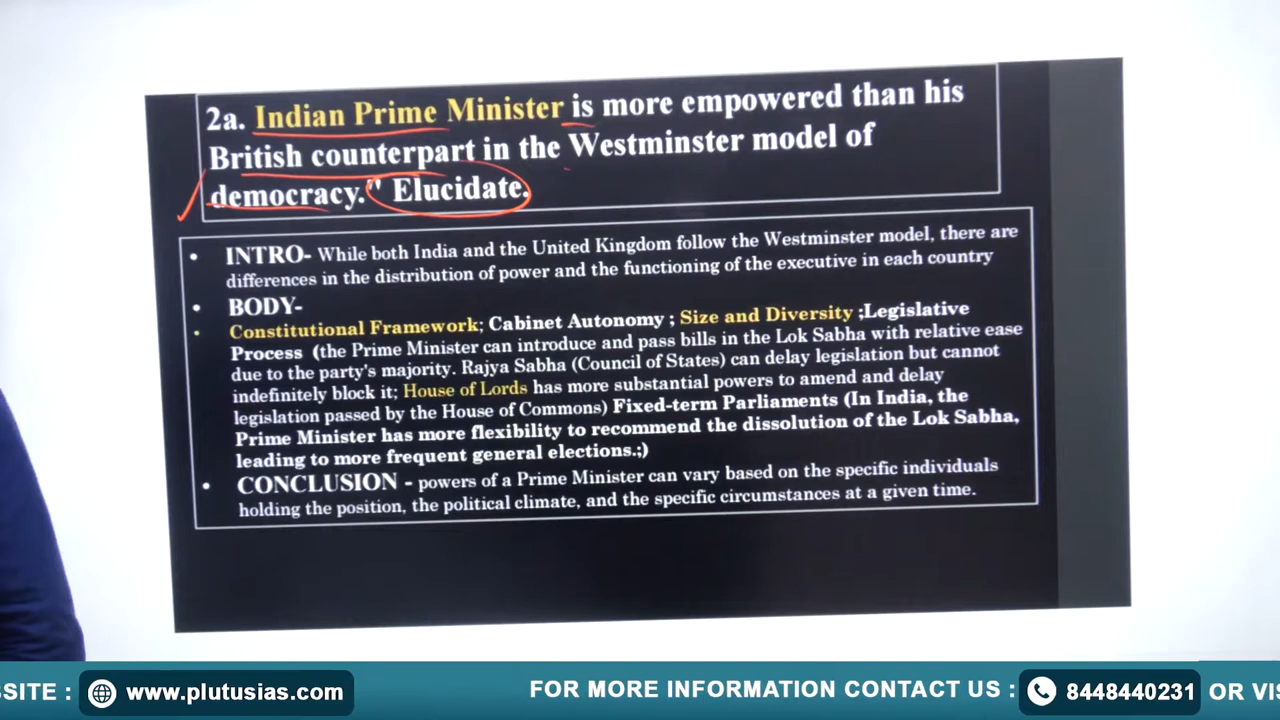 2a. Indian Prime Minister is more empowered than his
British counterpart in the Westminster model of
democracy." Elucidate.
• INTRO- While both India and the United Kingdom follow the Westminster model, there are
differences in the distribution of power and the functioning of the executive in each country
• BODY-
• Constitutional Framework; Cabinet Autonomy ; Size and Diversity ;Legislative
Process (the Prime Minister can introduce and pass bills in the Lok Sabha with relative ease
due to the party's majority. Rajya Sabha (Council of States) can delay legislation but cannot
indefinitely block it; House of Lords has more substantial powers to amend and delay
legislation passed by the House of Commons) Fixed-term Parliaments (In India, the
Prime Minister has more flexibility to recommend the dissolution of the Lok Sabha,
leading to more frequent general elections.;)
• CONCLUSION - powers of a Prime Minister can vary based on the specific individuals
holding the position, the political climate, and the specific circumstances at a given time.
SITE : www.plutusias.com FOR MORE INFORMATION CONTACT US : 8448440231 OR VIS